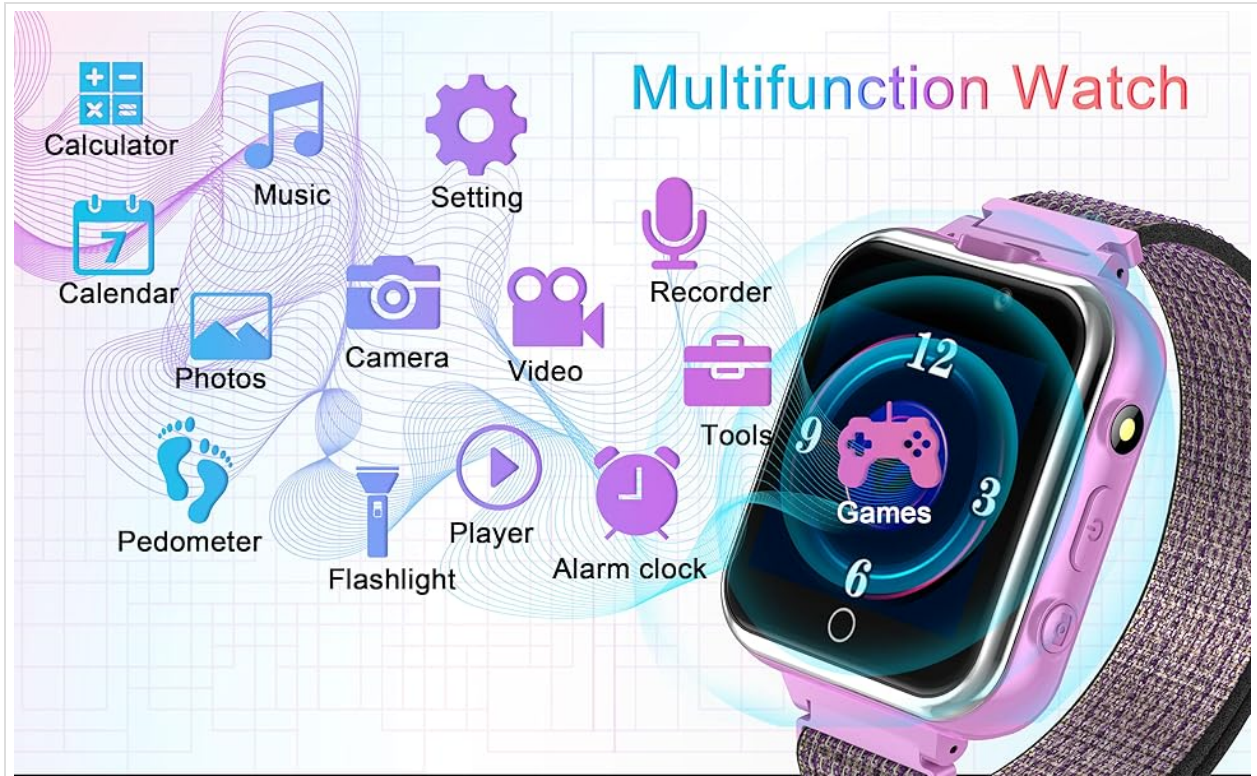 Multifunction Watch
Calculator
Music
Setting
Calendar
7
Recorder
Photos
Camera
Video
Tools
Pedometer
Flashlight
Player
Alarm clock
12
9
3
6
Games